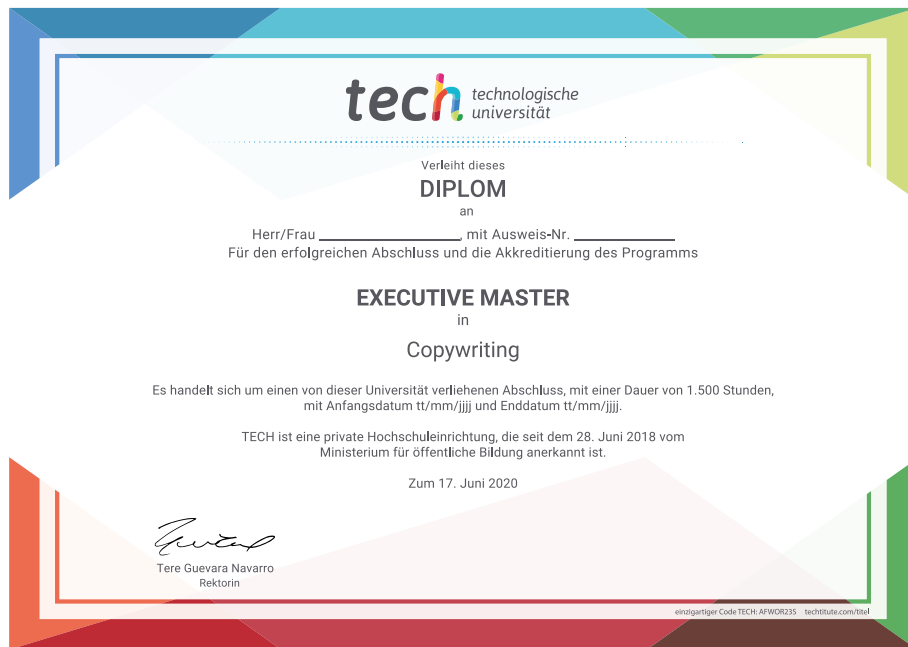 tech technologische
universität
Verleiht dieses
DIPLOM
an
Herr/Frau ________________, mit Ausweis-Nr. ____________
Für den erfolgreichen Abschluss und die Akkreditierung des Programms
EXECUTIVE MASTER
in
Copywriting
Es handelt sich um einen von dieser Universität verliehenen Abschluss, mit einer Dauer von 1.500 Stunden,
mit Anfangsdatum tt/mm/jjjj und Enddatum tt/mm/jjjj.
TECH ist eine private Hochschuleinrichtung, die seit dem 28. Juni 2018 vom
Ministerium für öffentliche Bildung anerkannt ist.
Zum 17. Juni 2020
Tere Guevara Navarro
Rektorin
einzigartiger Code TECH: AFWOR23S techtitute.com/titel